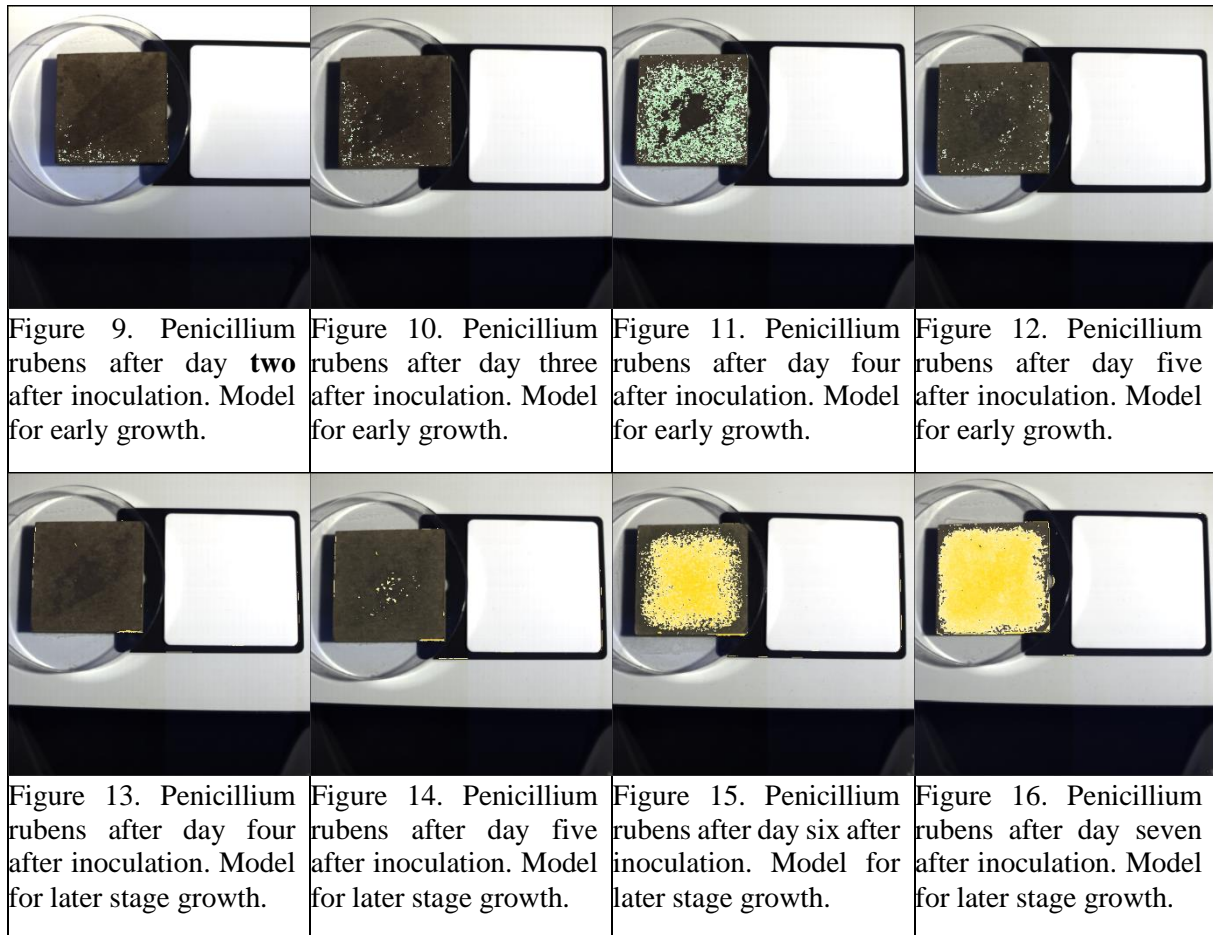 Figure 9. Penicillium
rubens after day two
after inoculation. Model
for early growth.
Figure 10. Penicillium
rubens after day three
after inoculation. Model
for early growth.
Figure 11. Penicillium
rubens after day four
after inoculation. Model
for early growth.
Figure 12. Penicillium
rubens after day five
after inoculation. Model
for early growth.
Figure 13. Penicillium
rubens after day four
after inoculation. Model
for later stage growth.
Figure 14. Penicillium
rubens after day five
after inoculation. Model
for later stage growth.
Figure 15. Penicillium
rubens after day six after
inoculation. Model for
later stage growth.
Figure 16. Penicillium
rubens after day seven
after inoculation. Model
for later stage growth.